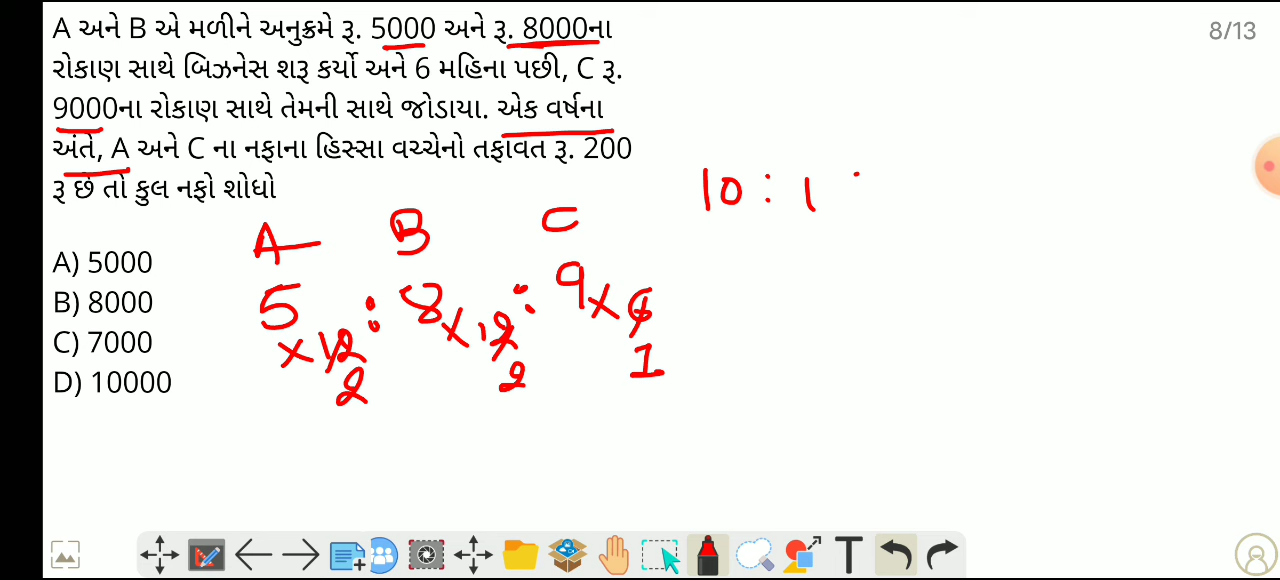 A અને B એ મળીને અનુક્રમે રૂ. 5000 અને રૂ. 8000ના
8/13
રોકાણ સાથે બિઝનેસ શરૂ કર્યો અને 6 મહિના પછી, C રૂ.
9000ના રોકાણ સાથે તેમની સાથે જોડાયા. એક વર્ષના
અંતે, A અને C ના નફાના હિસ્સા વચ્ચેનો તફાવત રૂ. 200
રૂ છે તો કુલ નફો શોધો
10 : 1
A B C
A) 5000
5 : 8 x 12 : 9 x 6
B) 8000
x 12
C) 7000
2 2 1
D) 10000
T